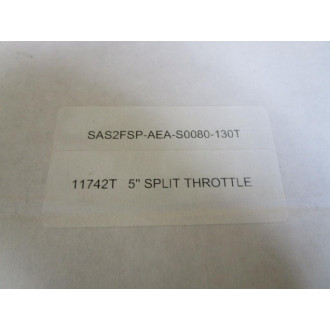 SAS2FSP-AEA-S0080-130T
11742T 5" SPLIT THROTTLE